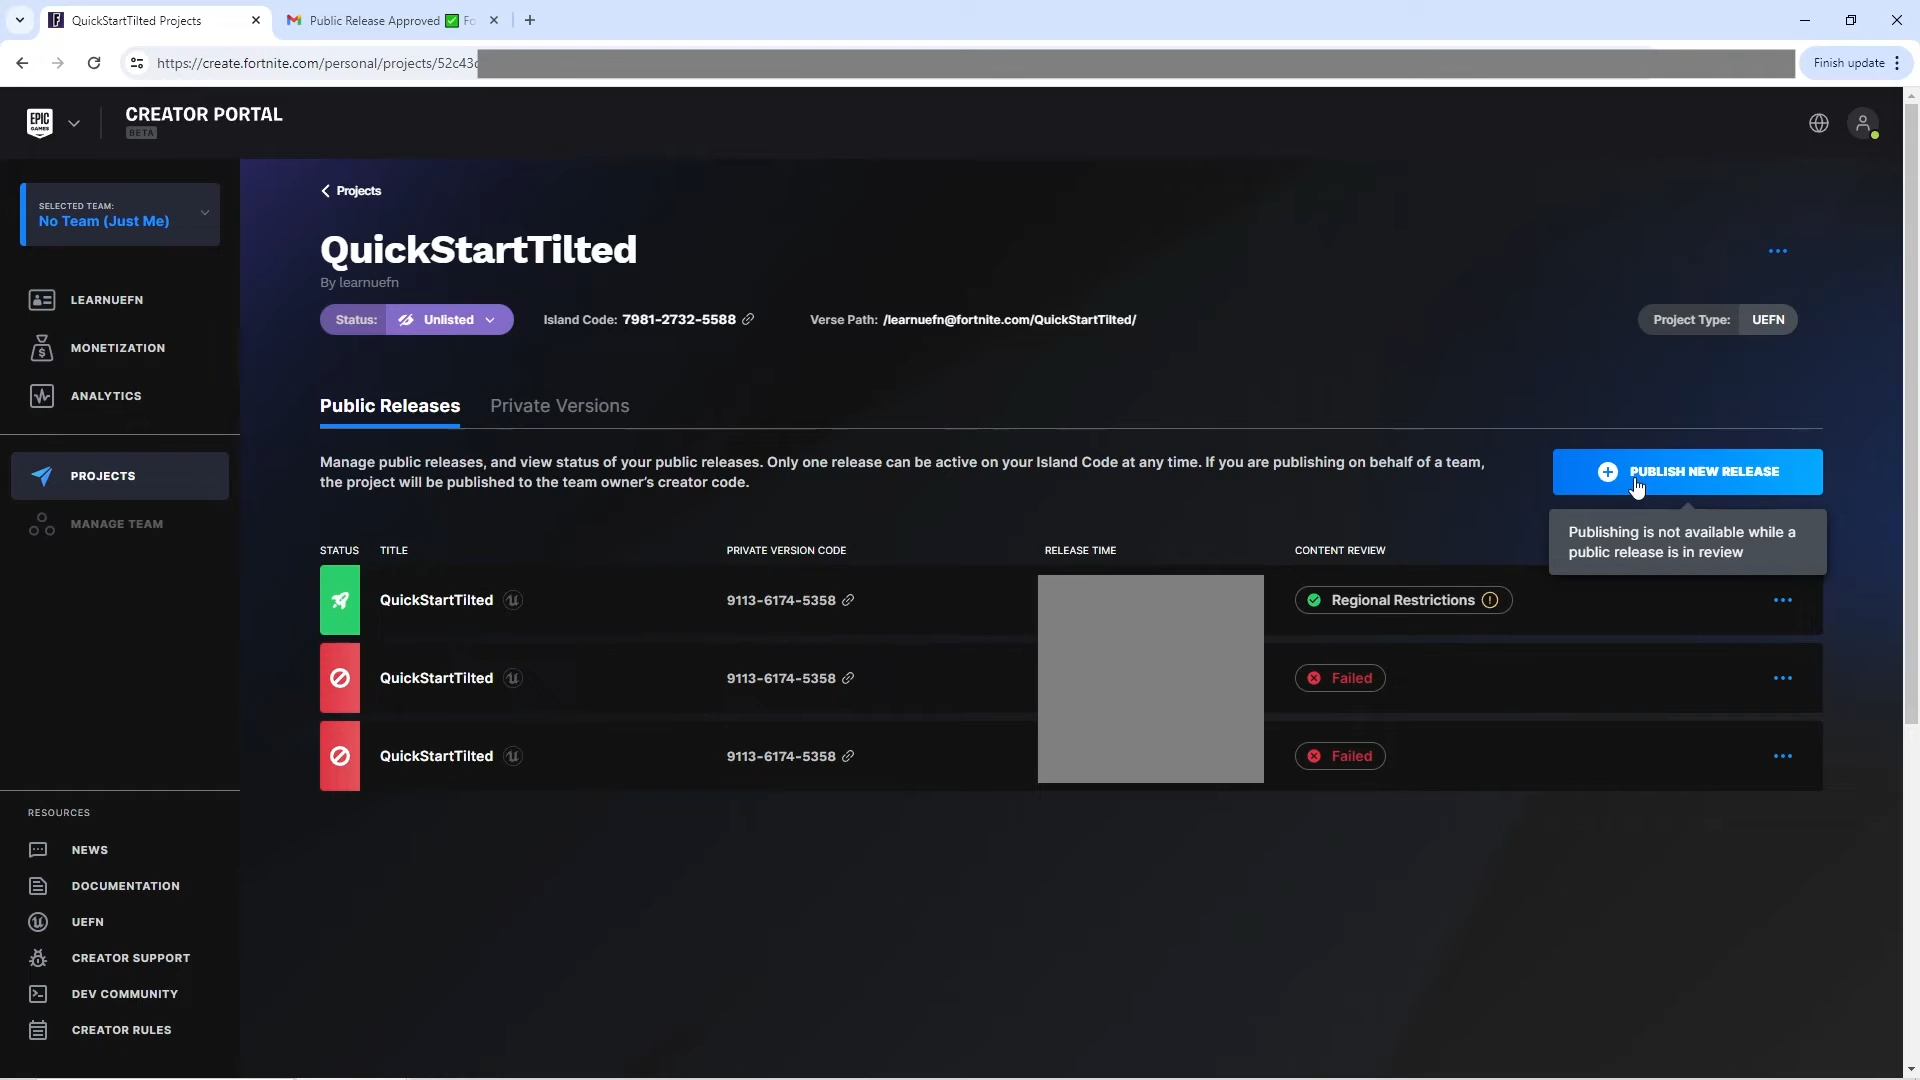 QuickStartTilted Projects
Public Release Approved ✅ Fo
https://create.fortnite.com/personal/projects/52c43c
Finish update
EPIC GAMES
CREATOR PORTAL
BETA
SELECTED TEAM:
No Team (Just Me)
LEARNUEFN
MONETIZATION
ANALYTICS
PROJECTS
MANAGE TEAM
RESOURCES
NEWS
DOCUMENTATION
UEFN
CREATOR SUPPORT
DEV COMMUNITY
CREATOR RULES
Projects
QuickStartTilted
By learnuefn
Status: Unlisted
Island Code: 7981-2732-5588
Verse Path: /learnuefn@fortnite.com/QuickStartTilted/
Project Type: UEFN
Public Releases
Private Versions
Manage public releases, and view status of your public releases. Only one release can be active on your Island Code at any time. If you are publishing on behalf of a team,
the project will be published to the team owner's creator code.
PUBLISH NEW RELEASE
Publishing is not available while a
public release is in review
STATUS TITLE PRIVATE VERSION CODE RELEASE TIME CONTENT REVIEW
QuickStartTilted 9113-6174-5358 Regional Restrictions
QuickStartTilted 9113-6174-5358 Failed
QuickStartTilted 9113-6174-5358 Failed